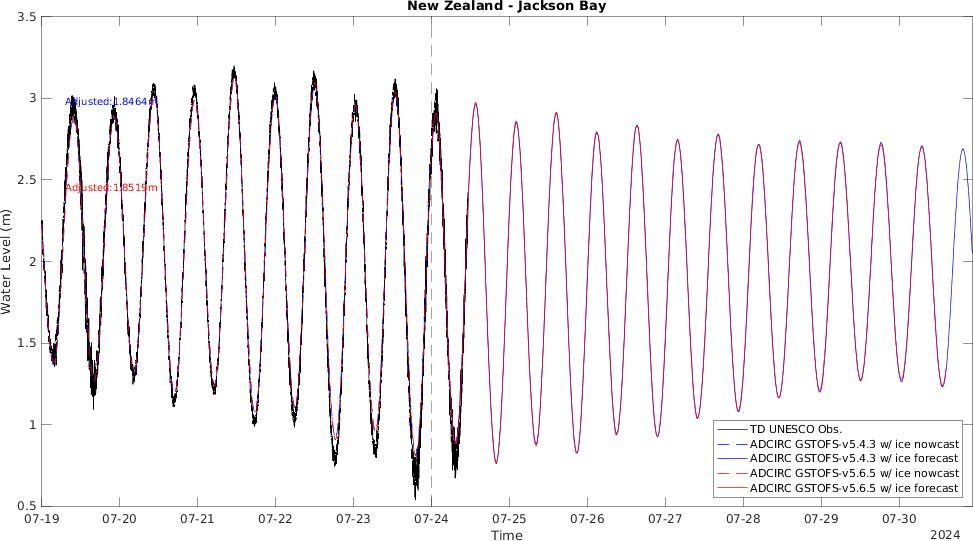 New Zealand - Jackson Bay
3.5
3
2.5
2
1.5
1
0.5
Water Level (m)
Adjusted:1.8464m
Adjusted:1.8519m
TD UNESCO Obs.
ADCIRC GSTOFS-v5.4.3 w/ ice nowcast
ADCIRC GSTOFS-v5.4.3 w/ ice forecast
ADCIRC GSTOFS-v5.6.5 w/ ice nowcast
ADCIRC GSTOFS-v5.6.5 w/ ice forecast
07-19 07-20 07-21 07-22 07-23 07-24 07-25 07-26 07-27 07-28 07-29 07-30
Time
2024